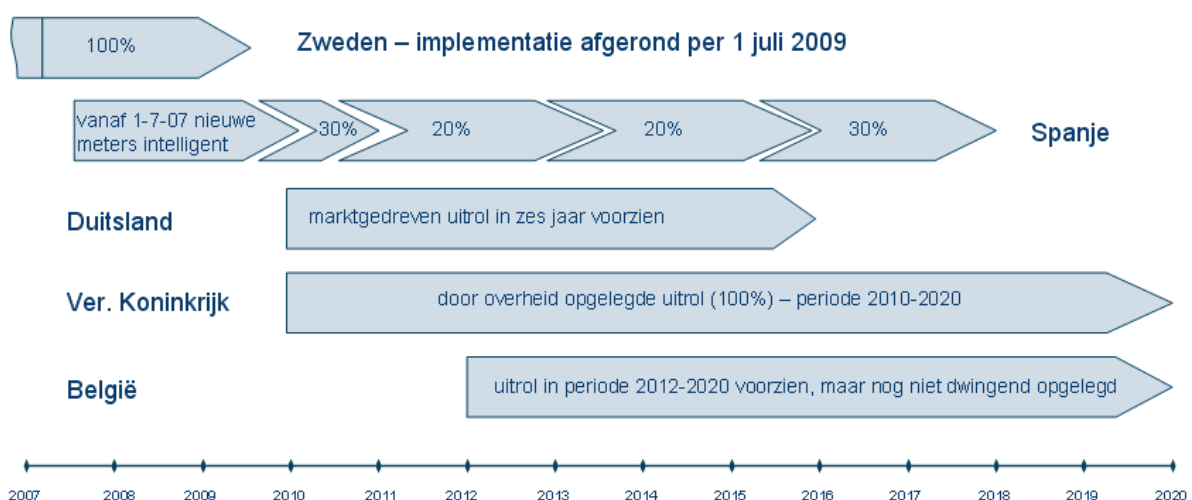 100%
Zweden – implementatie afgerond per 1 juli 2009
vanaf 1-7-07 nieuwe
meters intelligent
30%
20%
20%
30%
Spanje
Duitsland
marktgedreven uitrol in zes jaar voorzien
Ver. Koninkrijk
door overheid opgelegde uitrol (100%) – periode 2010-2020
België
uitrol in periode 2012-2020 voorzien, maar nog niet dwingend opgelegd
2007 2008 2009 2010 2011 2012 2013 2014 2015 2016 2017 2018 2019 2020